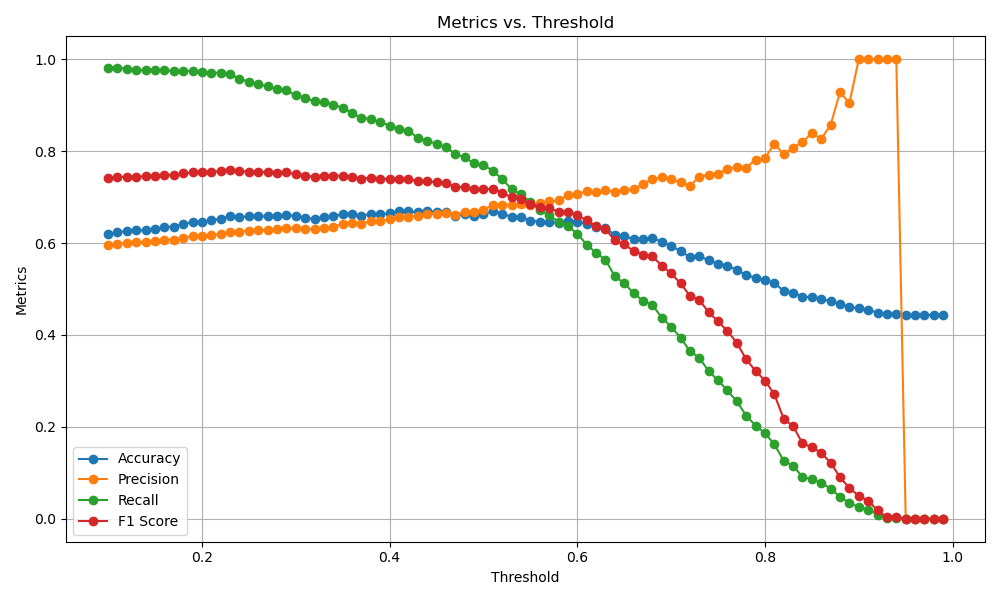 Metrics vs. Threshold
1.0
0.8
0.6
0.4
0.2
0.0
Metrics
Accuracy
Precision
Recall
F1 Score
0.2 0.4 0.6 0.8 1.0
Threshold